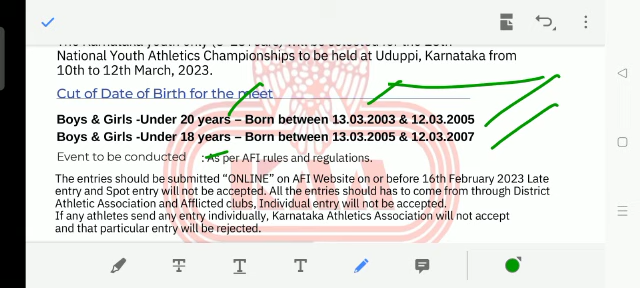 National Youth Athletics Championships to be held at Uduppi, Karnataka from
10th to 12th March, 2023.
Cut of Date of Birth for the meet
Boys & Girls -Under 20 years – Born between 13.03.2003 & 12.03.2005
Boys & Girls -Under 18 years – Born between 13.03.2005 & 12.03.2007
Event to be conducted : As per AFI rules and regulations.
The entries should be submitted “ONLINE” on AFI Website on or before 16th February 2023 Late
entry and Spot entry will not be accepted. All the entries should has to come from through District
Athletic Association and Afflicted clubs, Individual entry will not be accepted.
If any athletes send any entry individually, Karnataka Athletics Association will not accept
and that particular entry will be rejected.